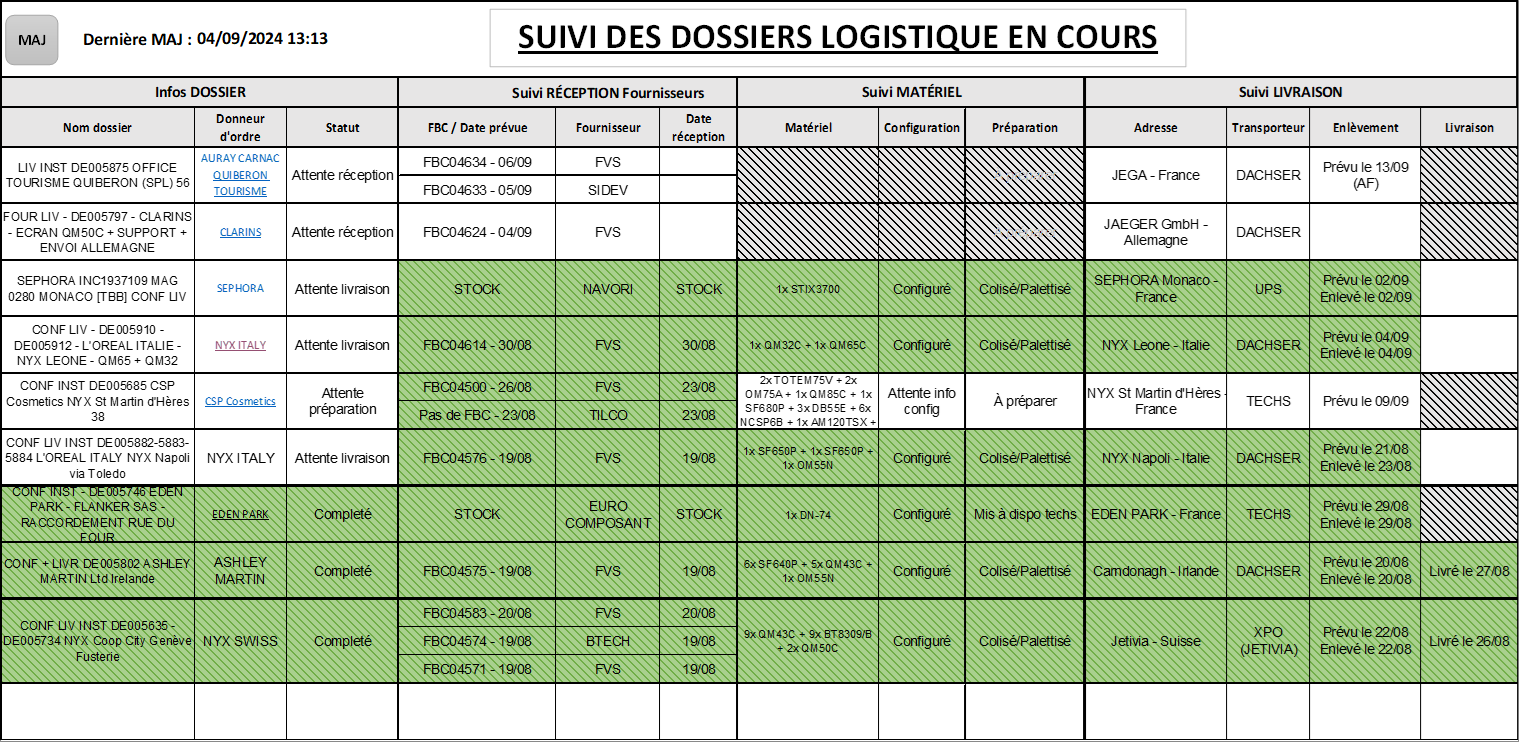 MAJ
Dernière MAJ : 04/09/2024 13:13
SUIVI DES DOSSIERS LOGISTIQUE EN COURS
Infos DOSSIER
Suivi RÉCEPTION Fournisseurs
Suivi MATÉRIEL
Suivi LIVRAISON
Nom dossier
Donneur
d'ordre
Statut
FBC / Date prévue
Fournisseur
Date
réception
Matériel
Configuration
Préparation
Adresse
Transporteur
Enlèvement
Livraison
LIV INST DE005875 OFFICE
TOURISME QUIBERON (SPL) 56
AURAY CARNAC
QUIBERON
TOURISME
Attente réception
FBC04634 - 06/09
FVS
FBC04633 - 05/09
SIDEV
JEGA - France
DACHSER
Prévu le 13/09
(AF)
FOUR LIV - DE005797 - CLARINS
- ECRAN QM50C + SUPPORT +
ENVOI ALLEMAGNE
CLARINS
Attente réception
FBC04624 - 04/09
FVS
JAEGER GmbH -
Allemagne
DACHSER
SEPHORA INC1937109 MAG
0280 MONACO [TBB] CONF LIV
SEPHORA
Attente livraison
STOCK
NAVORI
STOCK
1x STIX3700
Configuré
Colisé/Palettisé
SEPHORA Monaco -
France
UPS
Prévu le 02/09
Enlevé le 02/09
CONF LIV - DE005910 -
DE005912 - L'OREAL ITALIE -
NYX LEONE - QM65 + QM32
NYX ITALY
Attente livraison
FBC04614 - 30/08
FVS
30/08
1x QM32C + 1x QM65C
Configuré
Colisé/Palettisé
NYX Leone - Italie
DACHSER
Prévu le 04/09
Enlevé le 04/09
CONF INST DE005685 CSP
Cosmetics NYX St Martin d'Hères
38
CSP Cosmetics
Attente
préparation
FBC04500 - 26/08
FVS
23/08
Pas de FBC - 23/08
TILCO
23/08
2x TOTEM75V + 2x
OM75A + 1x QM85C + 1x
SF680P + 3x DB55E + 6x
NCSP6B + 1x AM120TSX +
Attente info
config
À préparer
NYX St Martin d'Hères -
France
TECHS
Prévu le 09/09
CONF LIV INST DE005882-5883-
5884 L'OREAL ITALY NYX Napoli
via Toledo
NYX ITALY
Attente livraison
FBC04576 - 19/08
FVS
19/08
1x SF650P + 1x SF650P +
1x OM55N
Configuré
Colisé/Palettisé
NYX Napoli - Italie
DACHSER
Prévu le 21/08
Enlevé le 23/08
CONF INST - DE005746 EDEN
PARK - FLANKER SAS -
RACCORDEMENT RUE DU
FOUR
EDEN PARK
Completé
STOCK
EURO
COMPOSANT
STOCK
1x DN-74
Configuré
Mis à dispo techs
EDEN PARK - France
TECHS
Prévu le 29/08
Enlevé le 29/08
CONF + LIVR DE005802 ASHLEY
MARTIN Ltd Irelande
ASHLEY
MARTIN
Completé
FBC04575 - 19/08
FVS
19/08
6x SF640P + 5x QM43C +
1x OM55N
Configuré
Colisé/Palettisé
Carndonagh - Irlande
DACHSER
Prévu le 20/08
Enlevé le 20/08
Livré le 27/08
CONF LIV INST DE005635 -
DE005734 NYX Coop City Genève
Fusterie
NYX SWISS
Completé
FBC04583 - 20/08
FVS
20/08
FBC04574 - 19/08
BTECH
19/08
FBC04571 - 19/08
FVS
19/08
9x QM43C + 9x BT8309/B
+ 2x QM50C
Configuré
Colisé/Palettisé
Jetivia - Suisse
XPO
(JETIVIA)
Prévu le 22/08
Enlevé le 22/08
Livré le 26/08